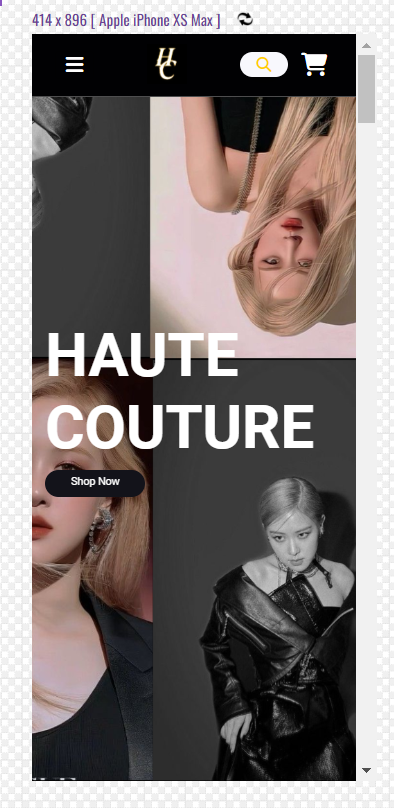 414 x 896 [ Apple iPhone XS Max ]
HC
HAUTE
COUTURE
Shop Now